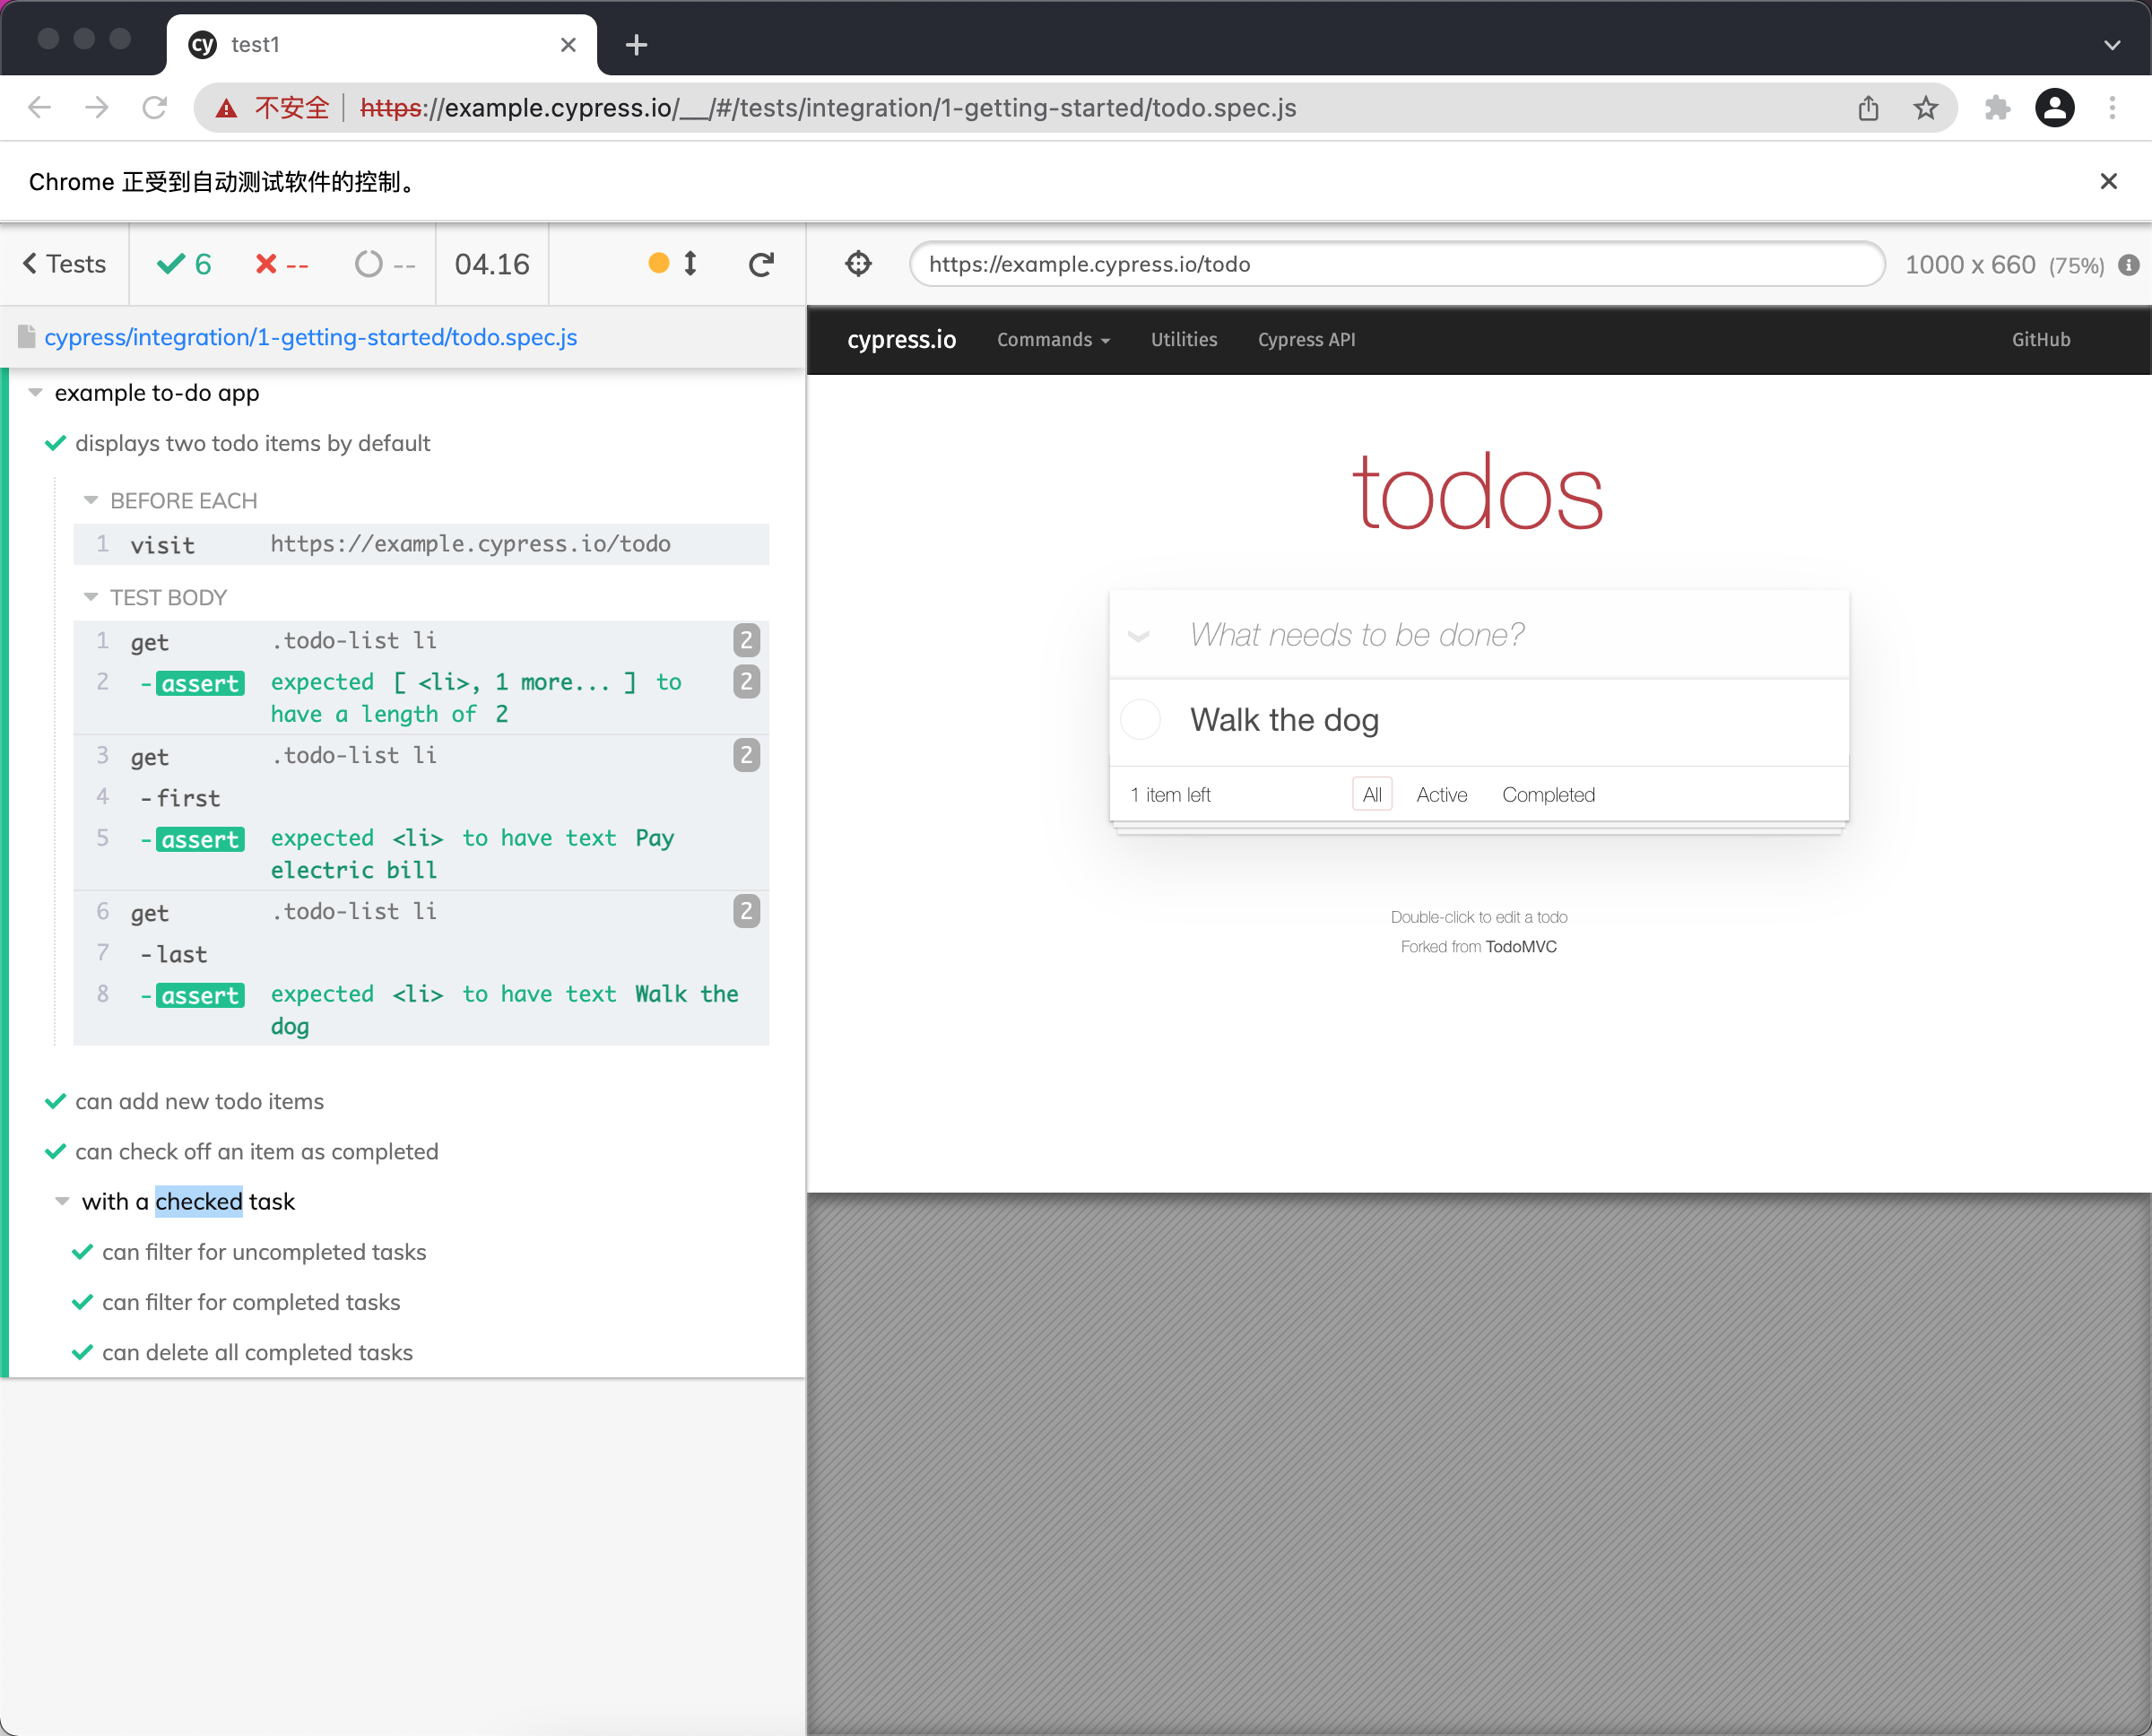 cy test1
不安全 https://example.cypress.io/__/#/tests/integration/1-getting-started/todo.spec.js
Chrome 正受到自动测试软件的控制。
Tests 6 -- -- 04.16
https://example.cypress.io/todo 1000 x 660 (75%)
cypress/integration/1-getting-started/todo.spec.js
example to-do app
displays two todo items by default
BEFORE EACH
1 visit https://example.cypress.io/todo
TEST BODY
1 get .todo-list li 2
2 -assert expected [ <li>, 1 more... ] to 2
have a length of 2
3 get .todo-list li 2
4 -first
5 -assert expected <li> to have text Pay
electric bill
6 get .todo-list li 2
7 -last
8 -assert expected <li> to have text Walk the
dog
can add new todo items
can check off an item as completed
with a checked task
can filter for uncompleted tasks
can filter for completed tasks
can delete all completed tasks
cypress.io Commands Utilities Cypress API GitHub
todos
What needs to be done?
Walk the dog
1 item left All Active Completed
Double-click to edit a todo
Forked from TodoMVC